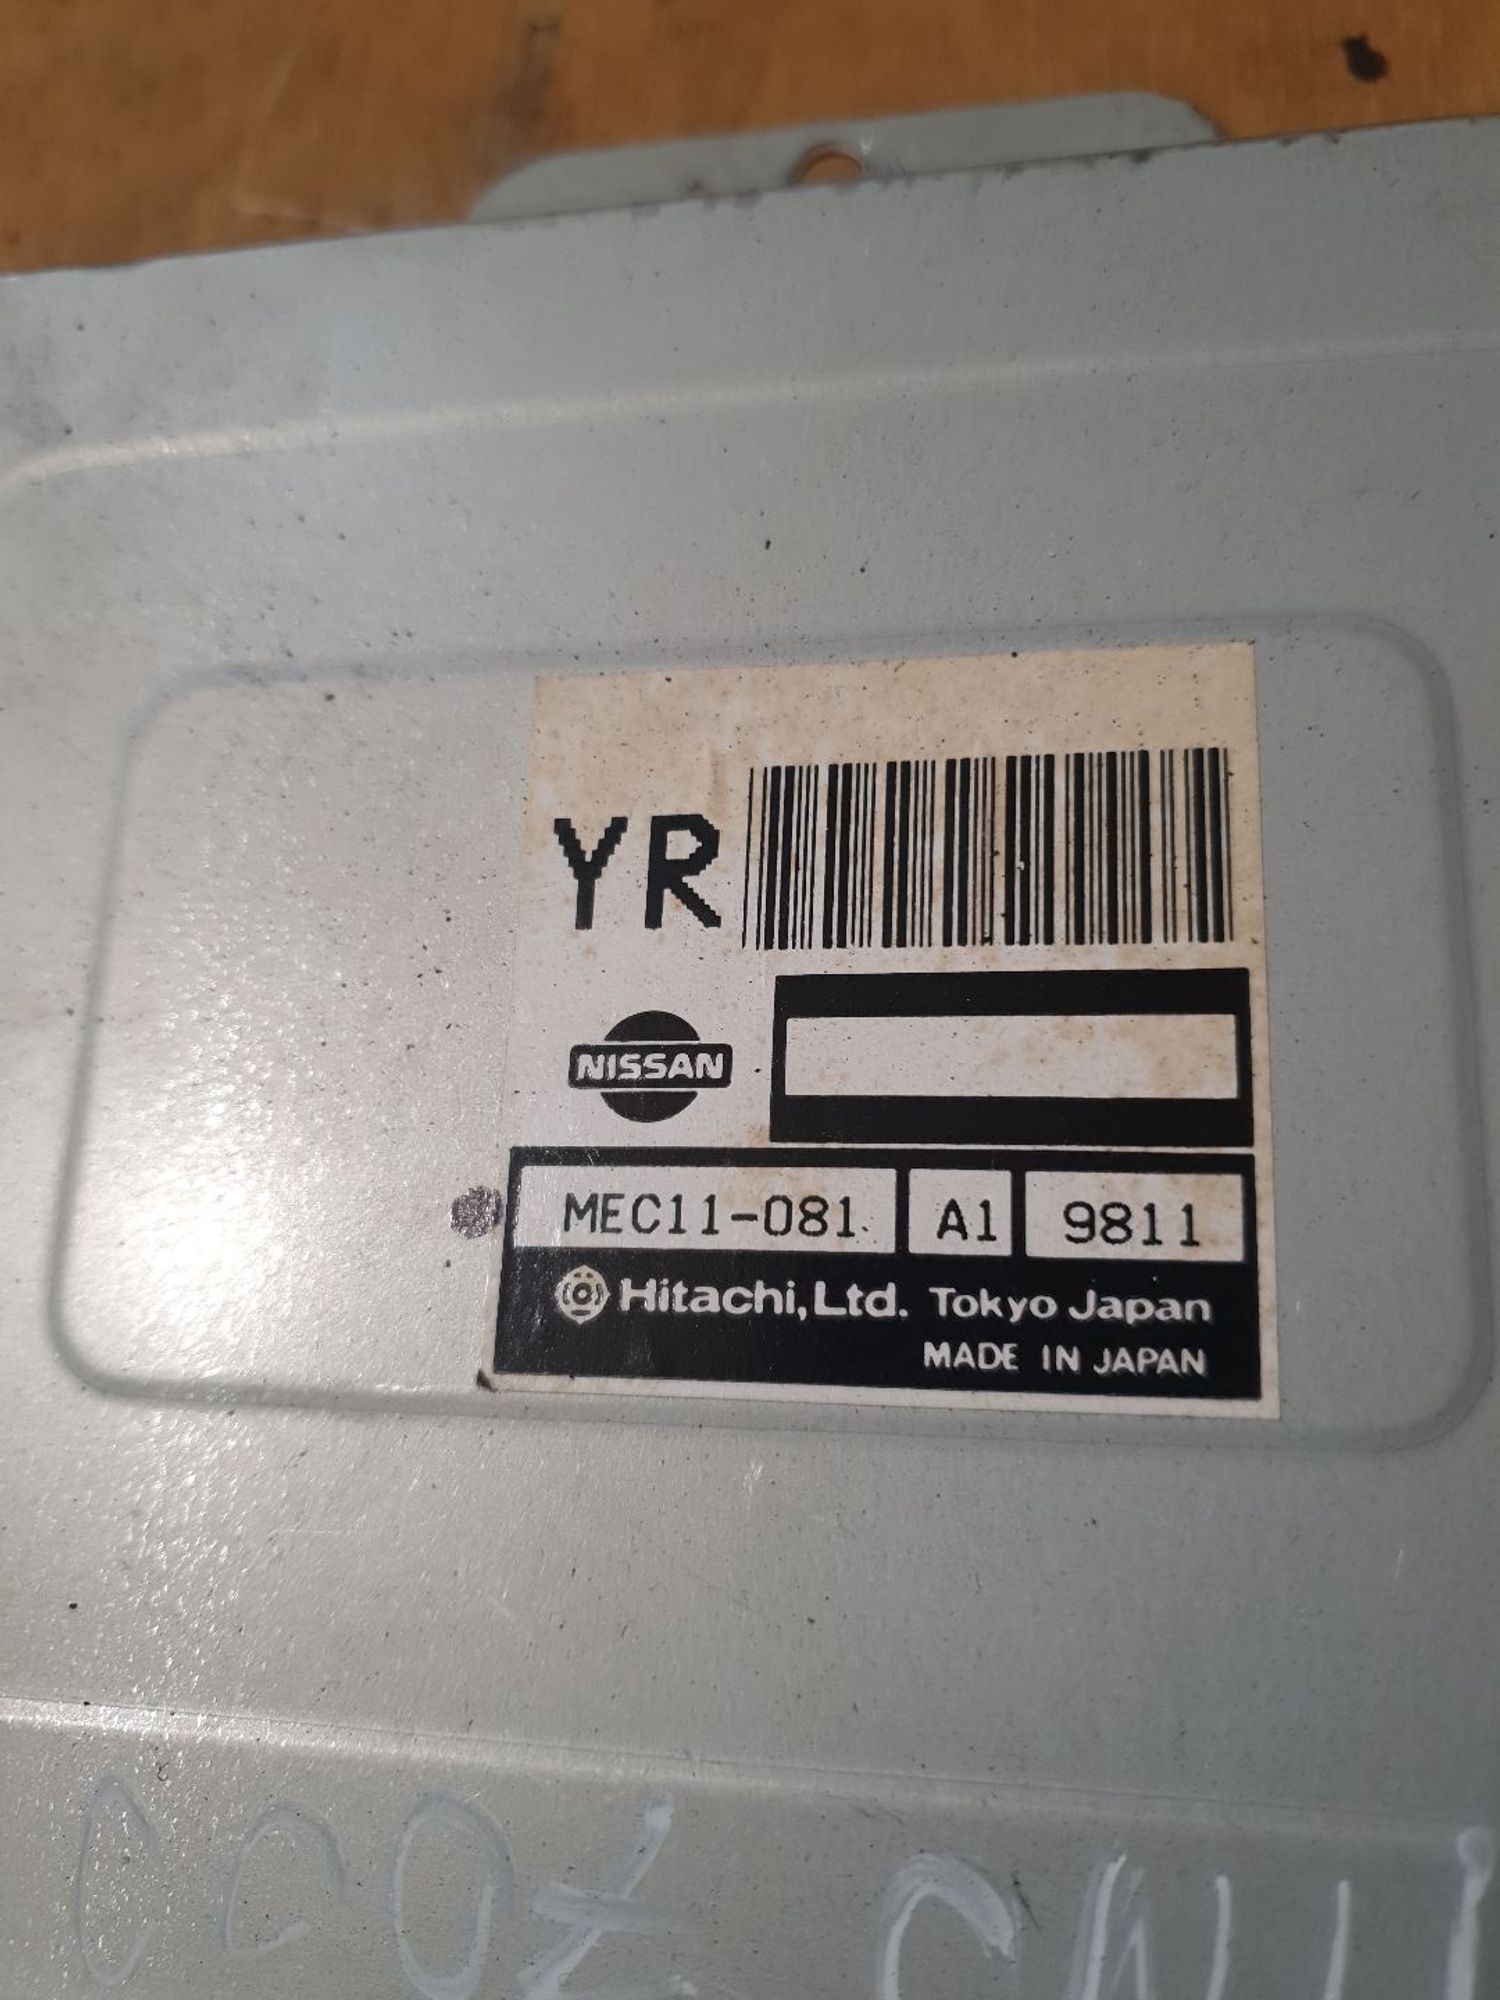 YR
NISSAN
MEC11-081 A1 9811
Hitachi, Ltd. Tokyo Japan
MADE IN JAPAN